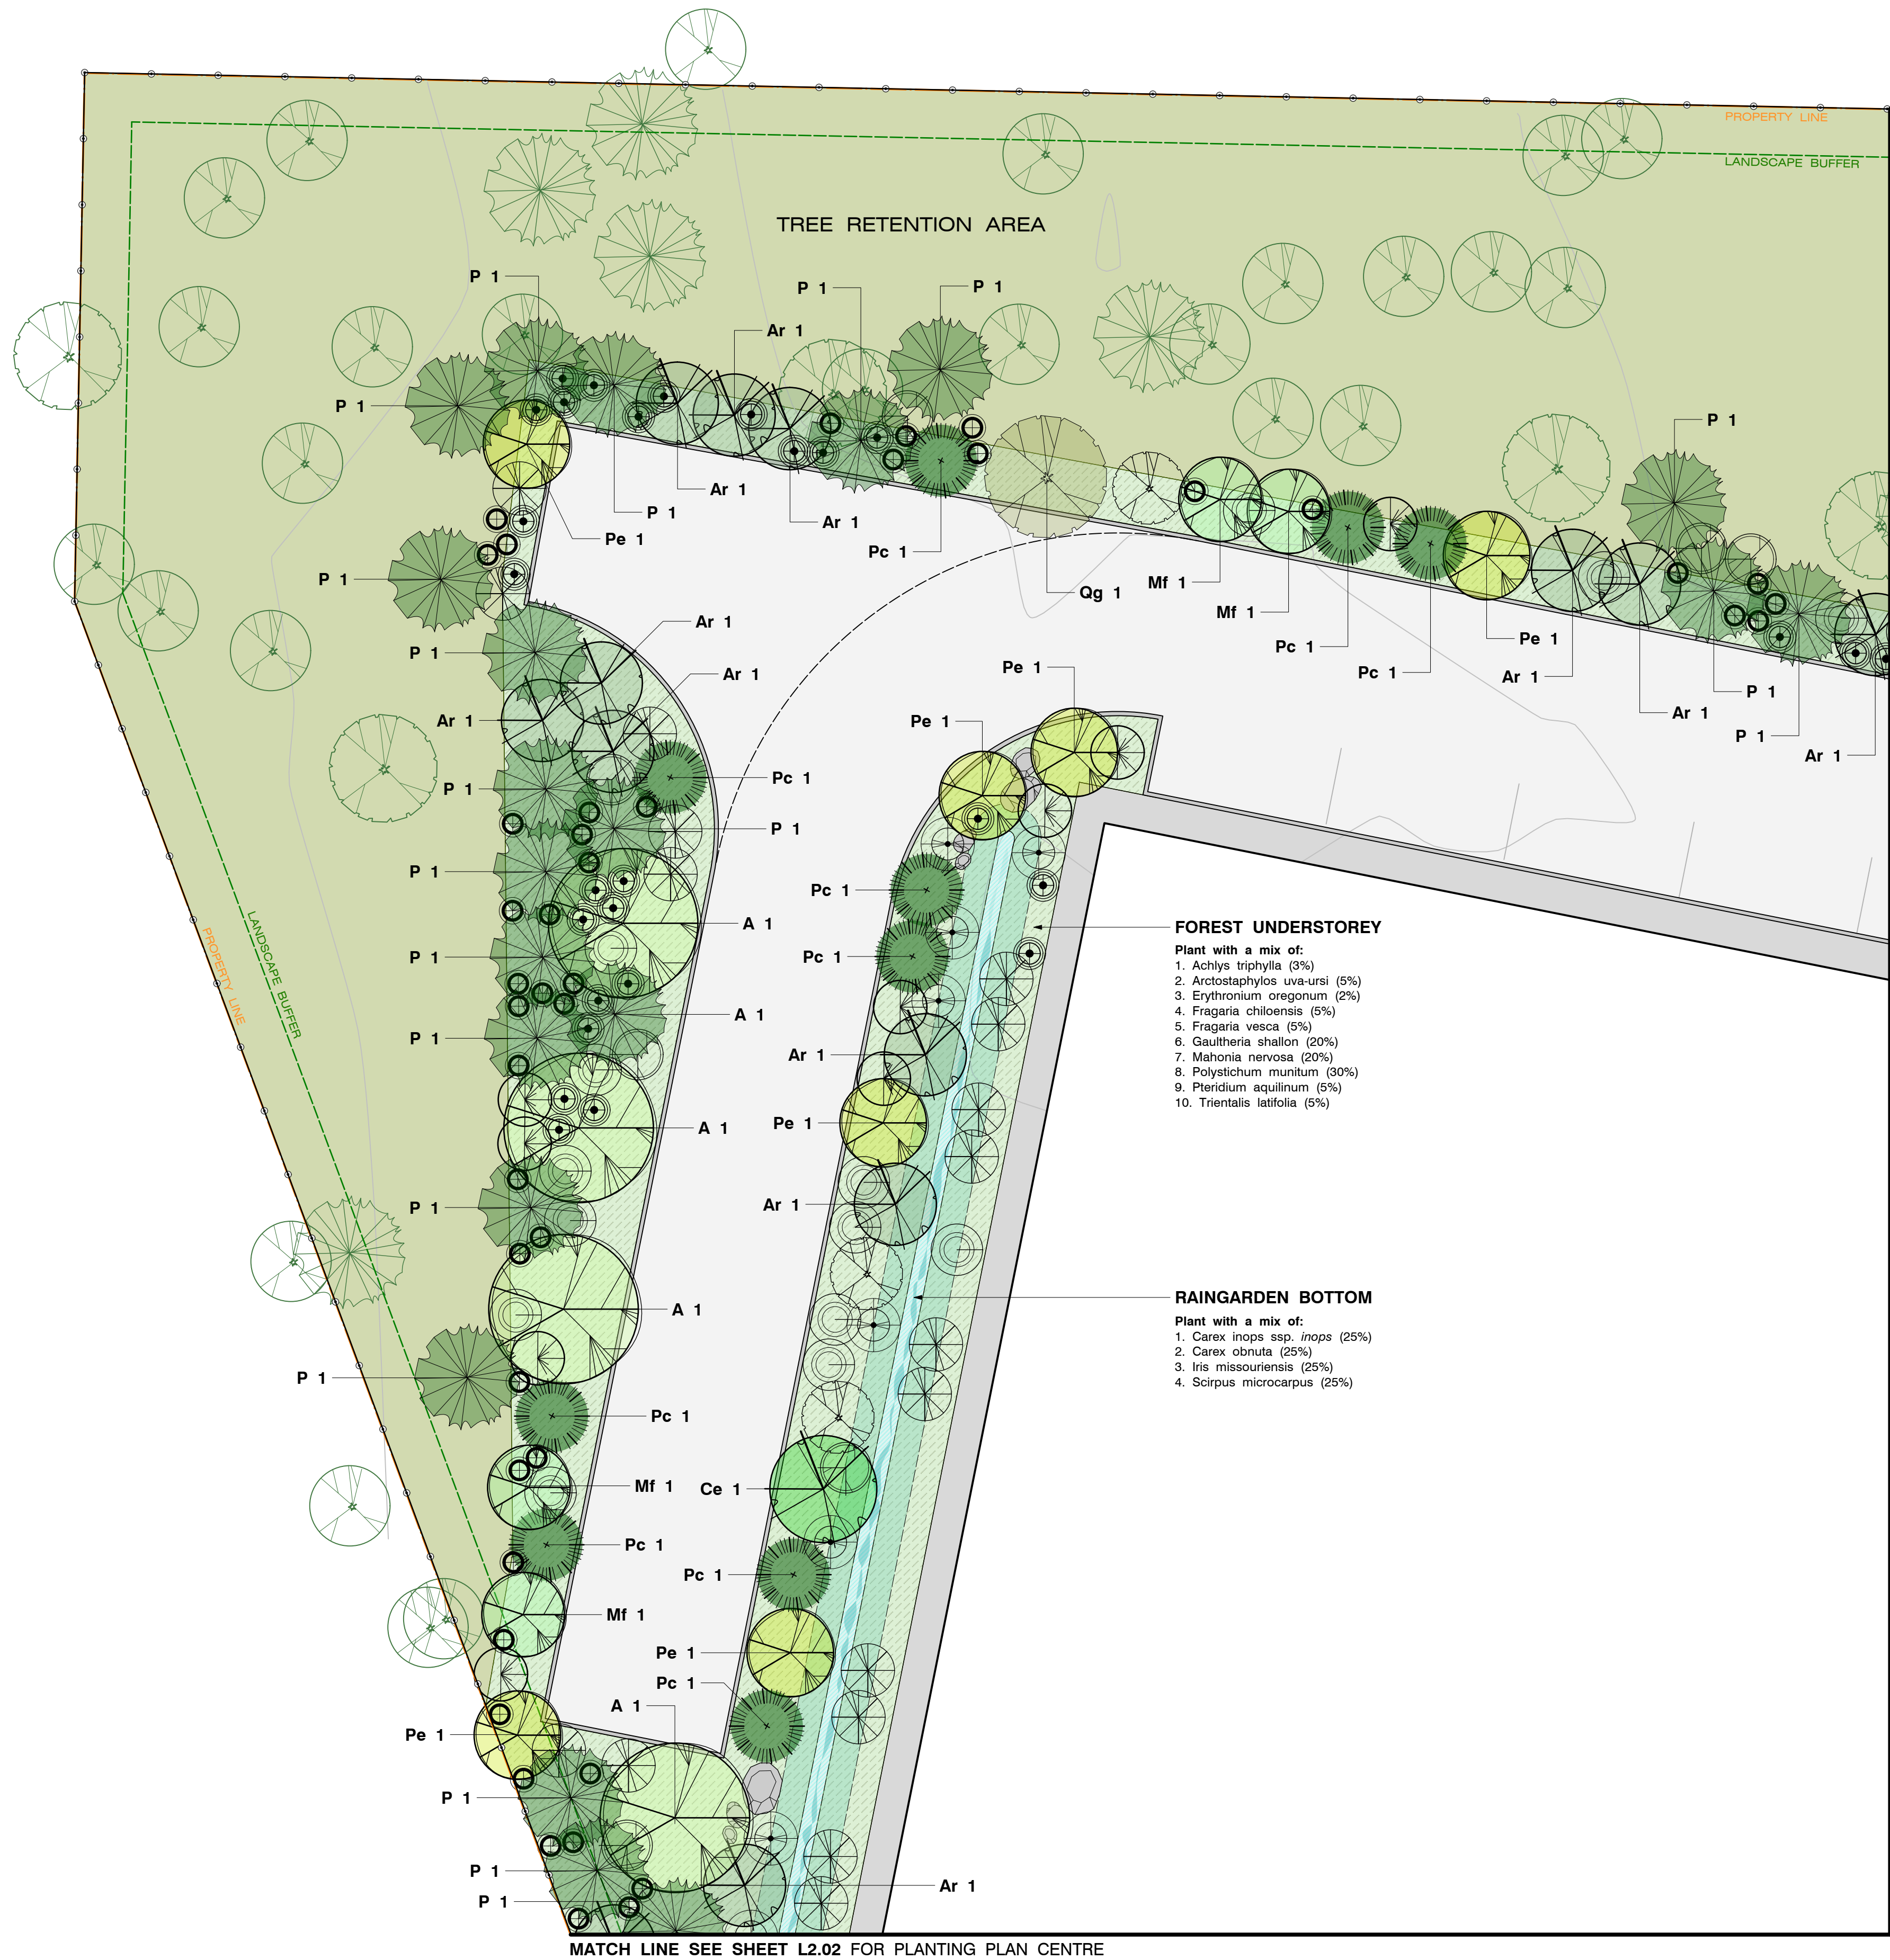 PROPERTY LINE
LANDSCAPE BUFFER
TREE RETENTION AREA
P 1
P 1
P 1
Ar 1
P 1
P 1
Ar 1
P 1
Ar 1
Pe 1
Pc 1
P 1
Mf 1
Qg 1
Mf 1
Ar 1
Pe 1
Pc 1
P 1
Pe 1
Pc 1
Ar 1
Ar 1
P 1
Ar 1
Ar 1
Pe 1
P 1
Ar 1
Pc 1
P 1
P 1
P 1
Pc 1
A 1
LANDSCAPE BUFFER
PROPERTY LINE
P 1
Pc 1
A 1
P 1
Ar 1
A 1
Pe 1
P 1
Ar 1
FOREST UNDERSTOREY
Plant with a mix of:
1. Achlys triphylla (3%)
2. Arctostaphylos uva-ursi (5%)
3. Erythronium oregonum (2%)
4. Fragaria chiloensis (5%)
5. Fragaria vesca (5%)
6. Gaultheria shallon (20%)
7. Mahonia nervosa (20%)
8. Polystichum munitum (30%)
9. Pteridium aquilinum (5%)
10. Trientalis latifolia (5%)
RAINGARDEN BOTTOM
Plant with a mix of:
1. Carex inops ssp. inops (25%)
2. Carex obnuta (25%)
3. Iris missouriensis (25%)
4. Scirpus microcarpus (25%)
A 1
P 1
Pc 1
Mf 1
Ce 1
Pc 1
Pc 1
Mf 1
Pe 1
Pc 1
A 1
Pe 1
P 1
P 1
Ar 1
P 1
MATCH LINE SEE SHEET L2.02 FOR PLANTING PLAN CENTRE